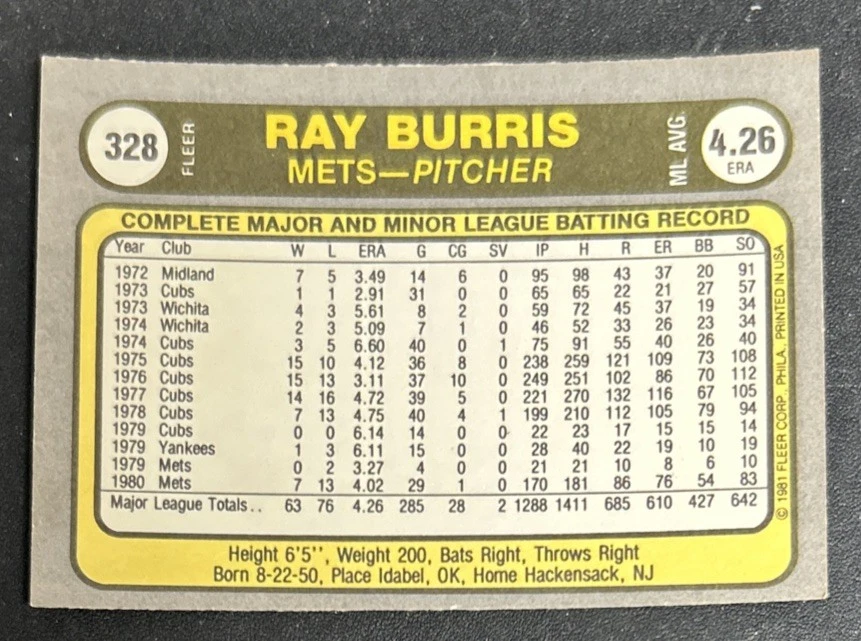 328 FLEER RAY BURRIS ML AVG. 4.26 ERA
METS—PITCHER
COMPLETE MAJOR AND MINOR LEAGUE BATTING RECORD
Year Club W L ERA G CG SV IP H R ER BB SO
1972 Midland 7 5 3.49 14 6 0 95 98 43 37 20 91
1973 Cubs 1 1 2.91 31 0 0 65 65 22 21 27 57
1973 Wichita 4 3 5.61 8 2 0 59 72 45 37 19 34
1974 Wichita 2 3 5.09 7 1 0 46 52 33 26 23 34
1974 Cubs 3 5 6.60 40 0 1 75 91 55 40 26 40
1975 Cubs 15 10 4.12 36 8 0 238 259 121 109 73 108
1976 Cubs 15 13 3.11 37 10 0 249 251 102 86 70 112
1977 Cubs 14 16 4.72 39 5 0 221 270 132 116 67 105
1978 Cubs 7 13 4.75 40 4 1 199 210 112 105 79 94
1979 Cubs 0 0 6.14 14 0 0 22 23 17 15 15 14
1979 Yankees 1 3 6.11 15 0 0 28 40 22 19 10 19
1979 Mets 0 2 3.27 4 0 0 21 21 10 8 6 10
1980 Mets 7 13 4.02 29 1 0 170 181 86 76 54 83
Major League Totals.. 63 76 4.26 285 28 2 1288 1411 685 610 427 642
Height 6'5'', Weight 200, Bats Right, Throws Right
Born 8-22-50, Place Idabel, OK, Home Hackensack, NJ
© 1981 FLEER CORP., PHILA., PRINTED IN USA